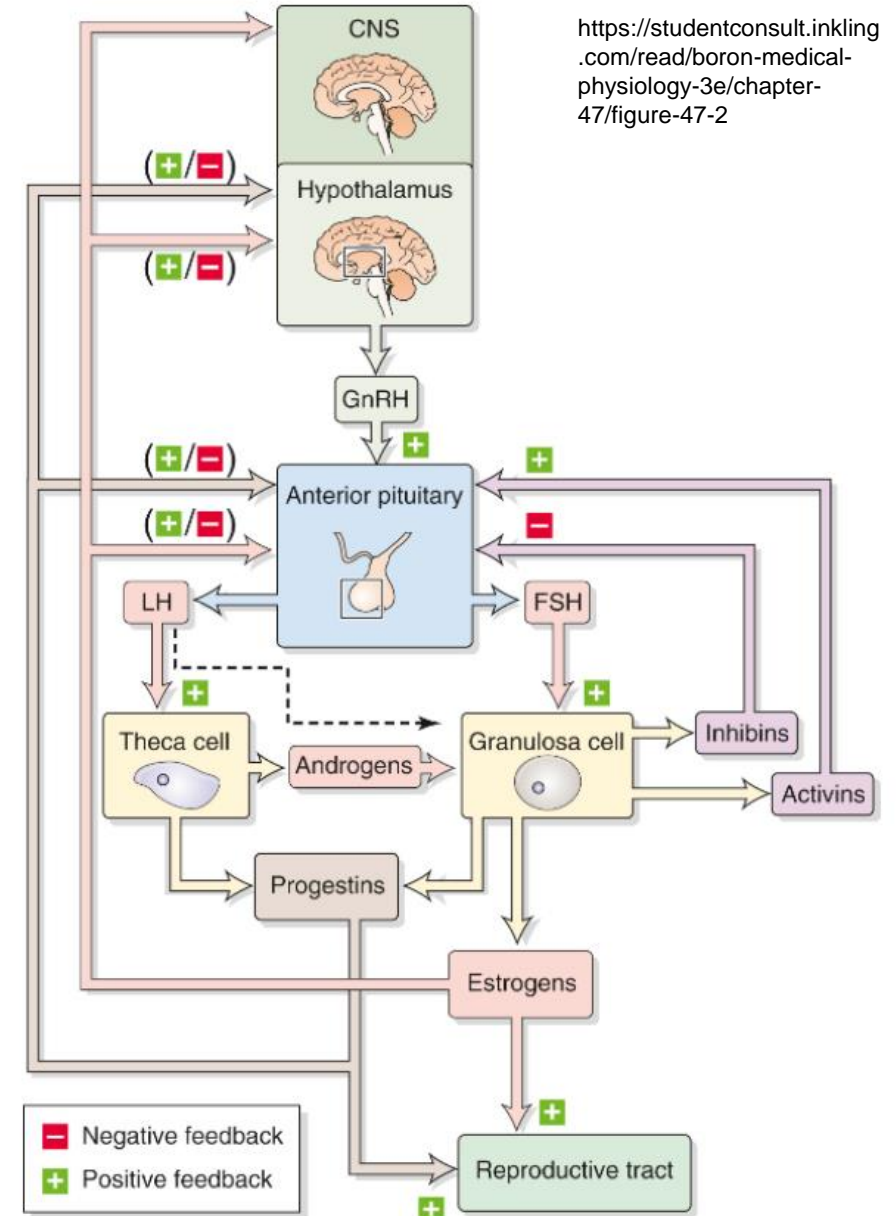 CNS
https://studentconsult.inkling
.com/read/boron-medical-
physiology-3e/chapter-
47/figure-47-2
(+/−)
Hypothalamus
(+/−)
GnRH
+
(+/−)
+
Anterior pituitary
(+/−)
−
LH
FSH
+
+
Theca cell
Androgens
Granulosa cell
Inhibins
Activins
Progestins
Estrogens
+
− Negative feedback
+ Positive feedback
Reproductive tract
+